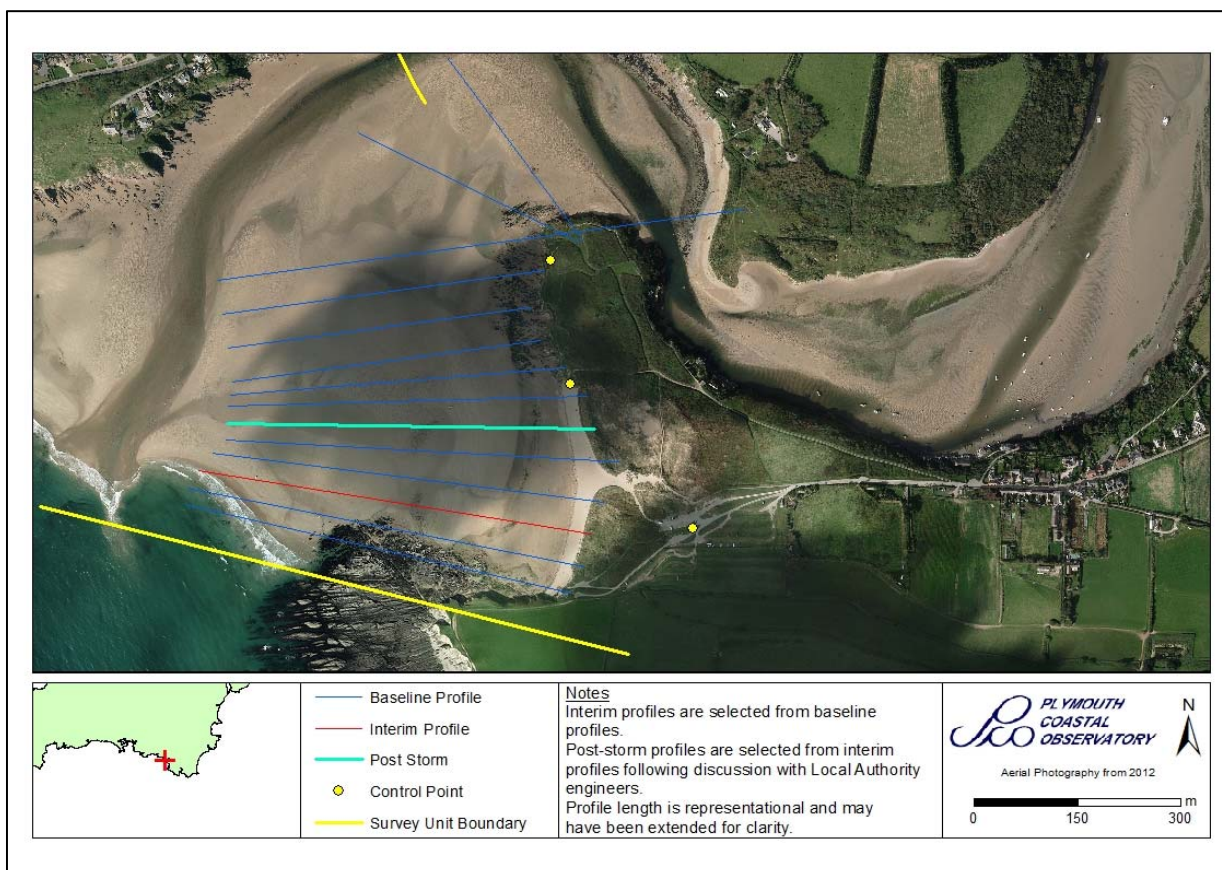 Baseline Profile
Interim Profile
Post Storm
Control Point
Survey Unit Boundary
Notes
Interim profiles are selected from baseline
profiles.
Post-storm profiles are selected from interim
profiles following discussion with Local Authority
engineers.
Profile length is representational and may
have been extended for clarity.
PLYMOUTH
COASTAL
OBSERVATORY
N
Aerial Photography from 2012
m
0 150 300